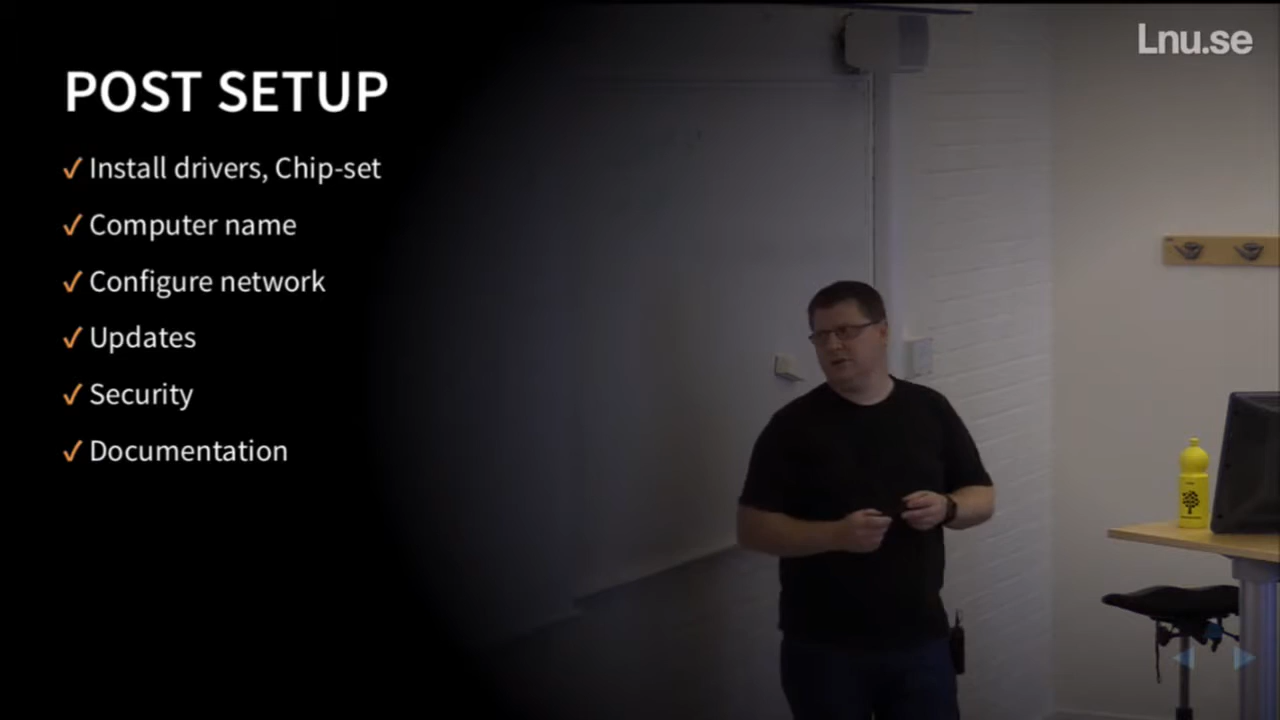 Lnu.se
POST SETUP
✓ Install drivers, Chip-set
✓ Computer name
✓ Configure network
✓ Updates
✓ Security
✓ Documentation